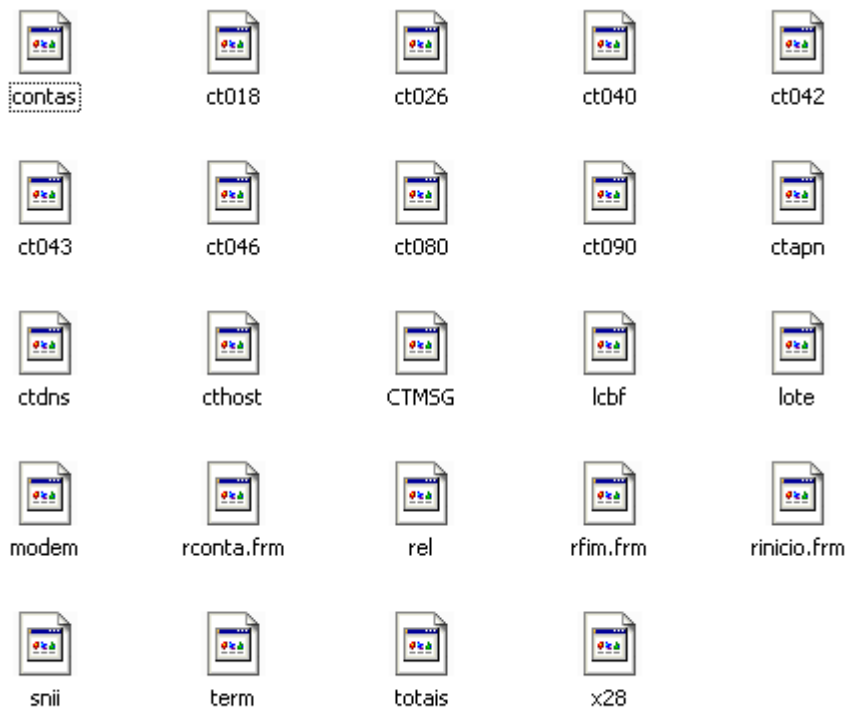 contas ct018 ct026 ct040 ct042
ct043 ct046 ct080 ct090 ctapn
ctdns cthost CTMSG lcbf lote
modem rconta.frm rel rfim.frm rinicio.frm
snii term totais x28